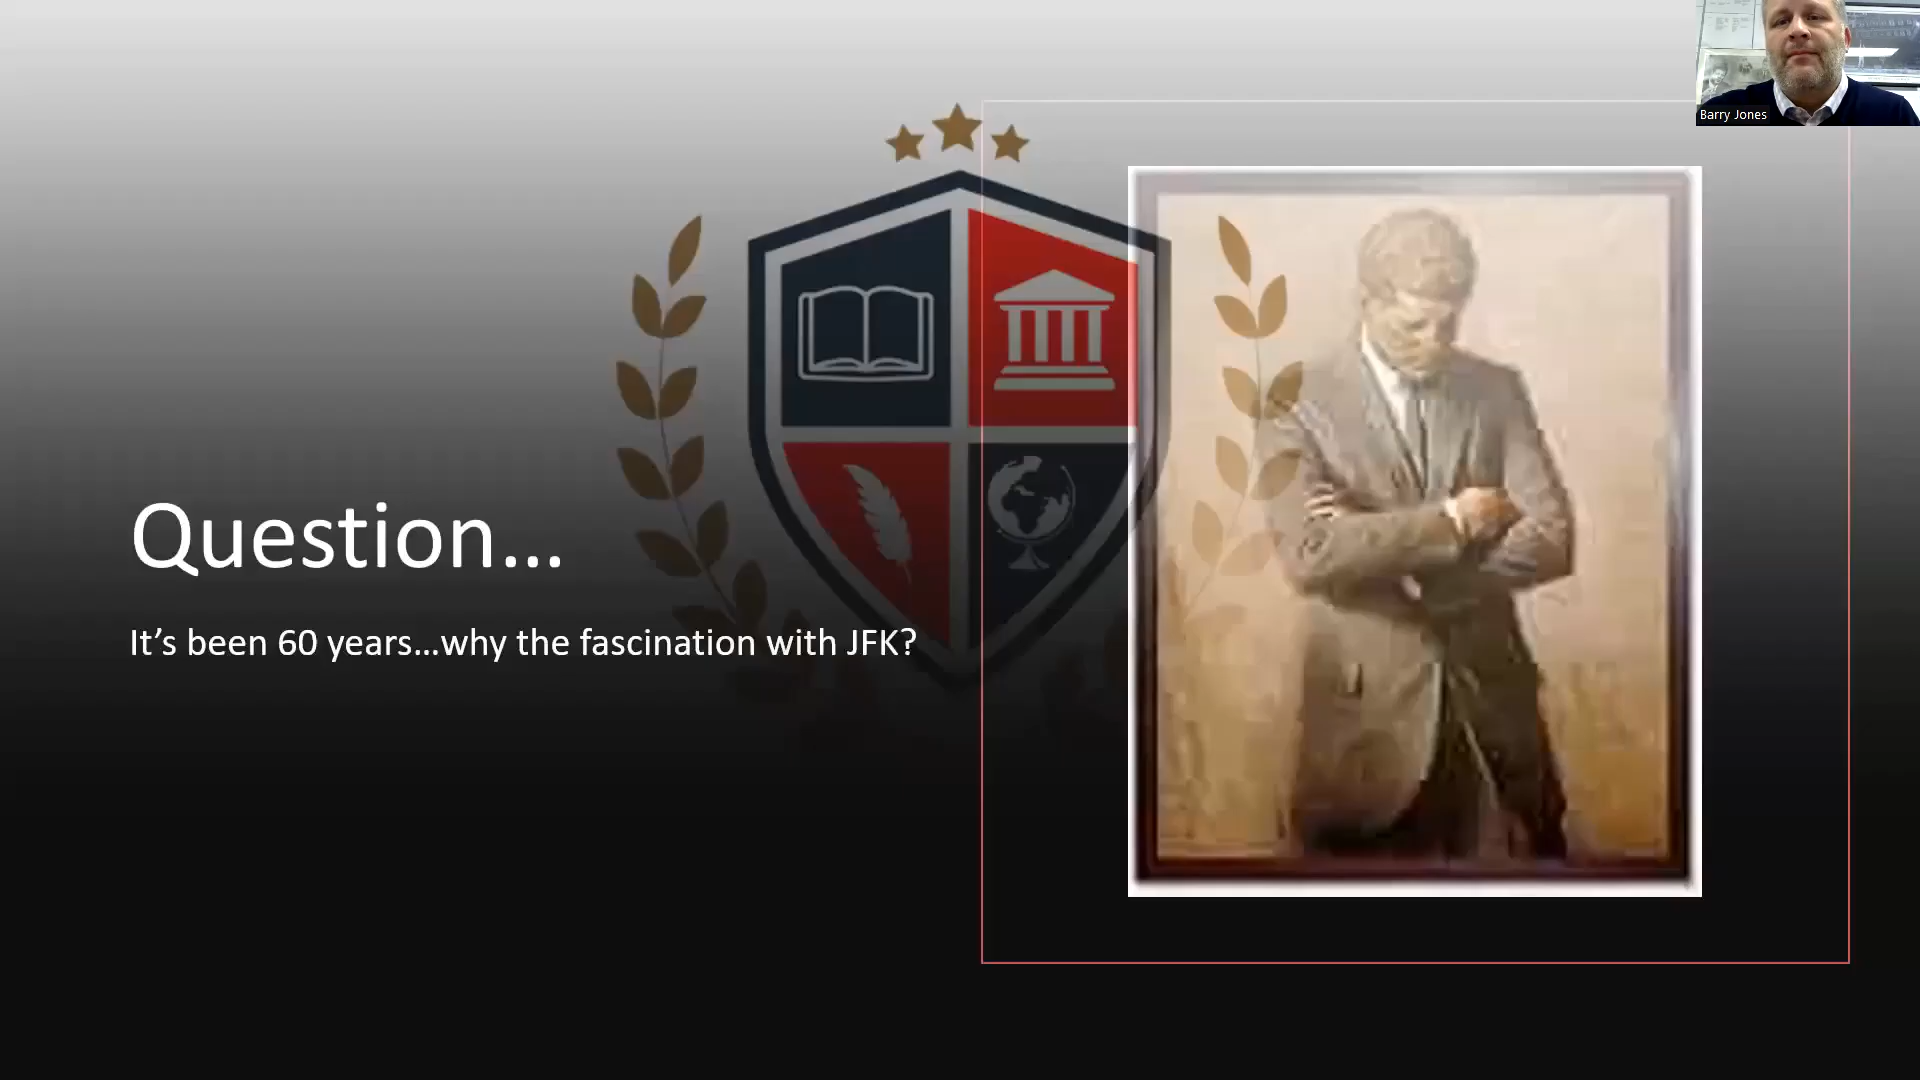 Barry Jones
Question…
It’s been 60 years…why the fascination with JFK?